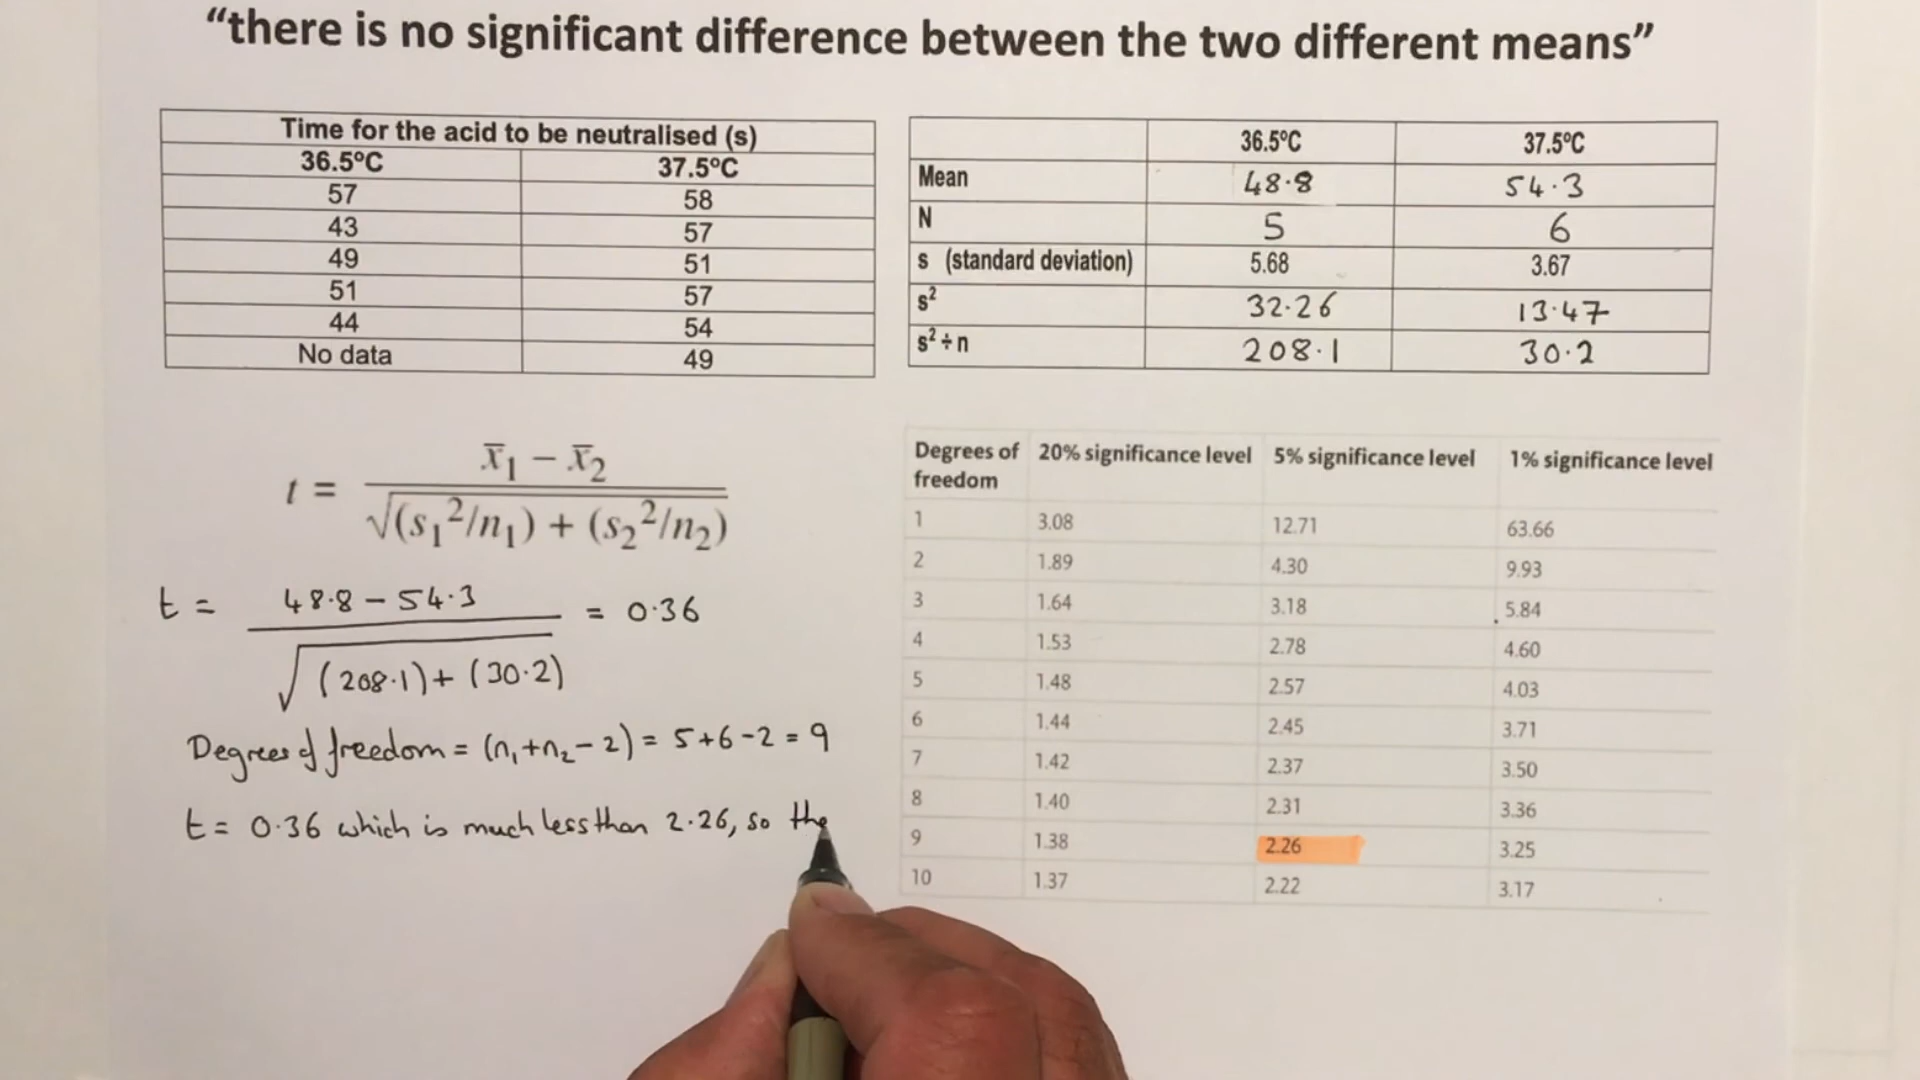 “there is no significant difference between the two different means”
Time for the acid to be neutralised (s)
36.5ºC 37.5ºC
57 58
43 57
49 51
51 57
44 54
No data 49
36.5ºC 37.5ºC
Mean 48.8 54.3
N 5 6
s (standard deviation) 5.68 3.67
s² 32.26 13.47
s² ÷ n 208.1 30.2
t = x̅₁ − x̅₂ / √(s₁²/n₁) + (s₂²/n₂)
t = 48.8 − 54.3 / √(208.1) + (30.2) = 0.36
Degrees of freedom = (n₁+n₂−2) = 5+6−2 = 9
t = 0.36 which is much less than 2.26, so the
Degrees of freedom 20% significance level 5% significance level 1% significance level
1 3.08 12.71 63.66
2 1.89 4.30 9.93
3 1.64 3.18 5.84
4 1.53 2.78 4.60
5 1.48 2.57 4.03
6 1.44 2.45 3.71
7 1.42 2.37 3.50
8 1.40 2.31 3.36
9 1.38 2.26 3.25
10 1.37 2.22 3.17